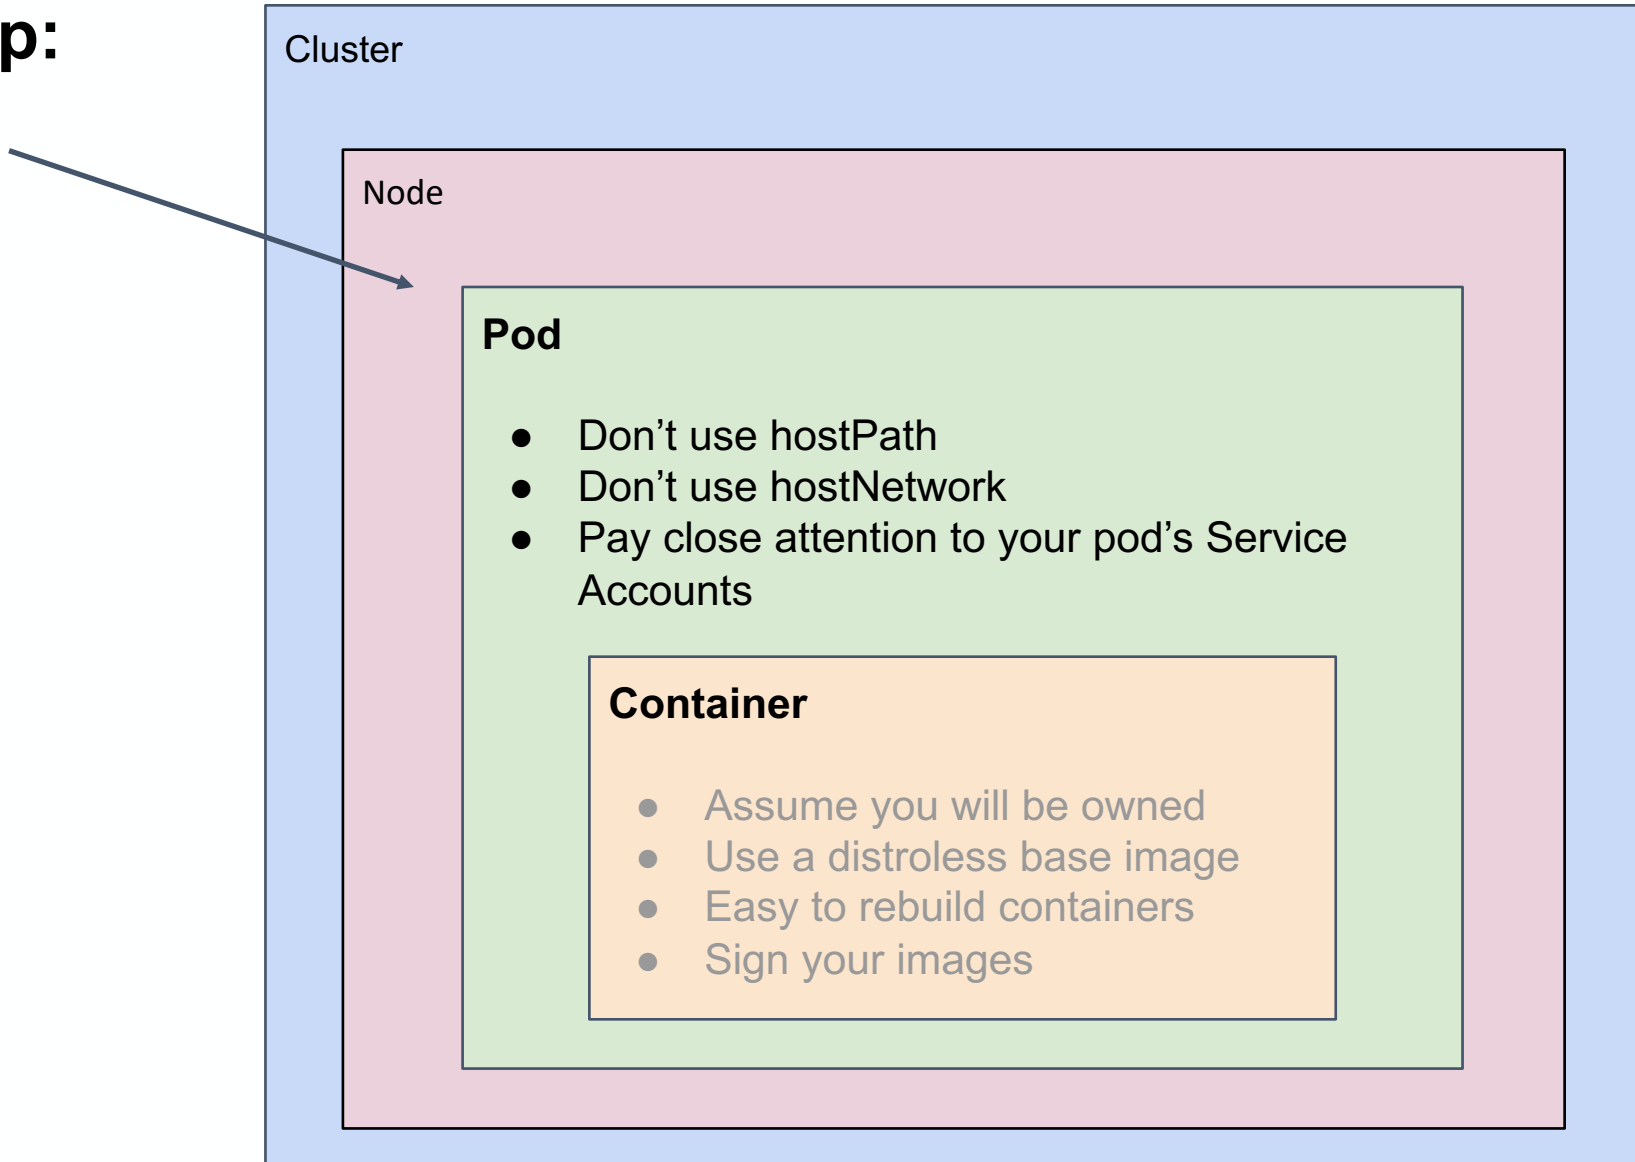 p:
Cluster
Node
Pod
● Don’t use hostPath
● Don’t use hostNetwork
● Pay close attention to your pod’s Service
Accounts
Container
● Assume you will be owned
● Use a distroless base image
● Easy to rebuild containers
● Sign your images